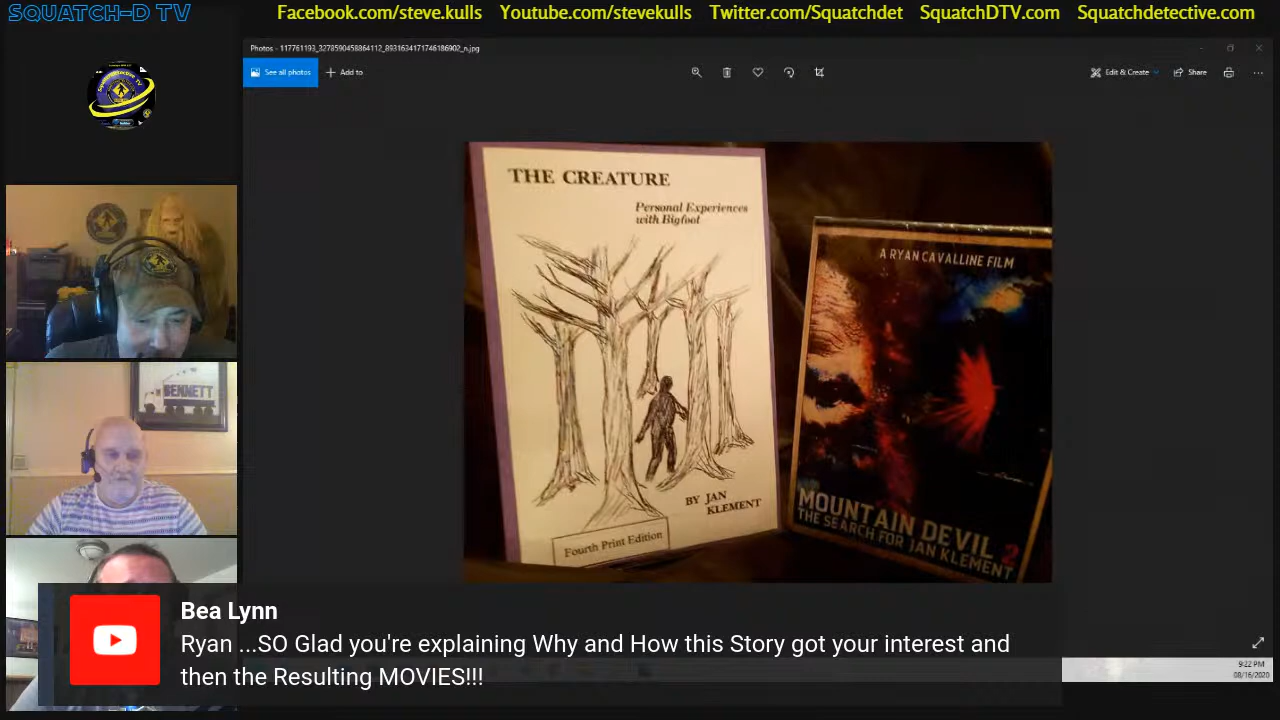 SQUATCH-D TV
Facebook.com/steve.kulls Youtube.com/stevekulls Twitter.com/Squatchdet SquatchDTV.com Squatchdetective.com
Photos - 117761193_3278590458864112_8931634171746186902_n.jpg
See all photos
Add to
Edit & Create
Share
THE CREATURE
Personal Experiences
with Bigfoot
BY JAN
KLEMENT
Fourth Print Edition
A RYAN CAVALLINE FILM
MOUNTAIN DEVIL 2
THE SEARCH FOR JAN KLEMENT
BENNETT
Bea Lynn
Ryan ...SO Glad you're explaining Why and How this Story got your interest and
then the Resulting MOVIES!!!
9:22 PM
08/16/2020